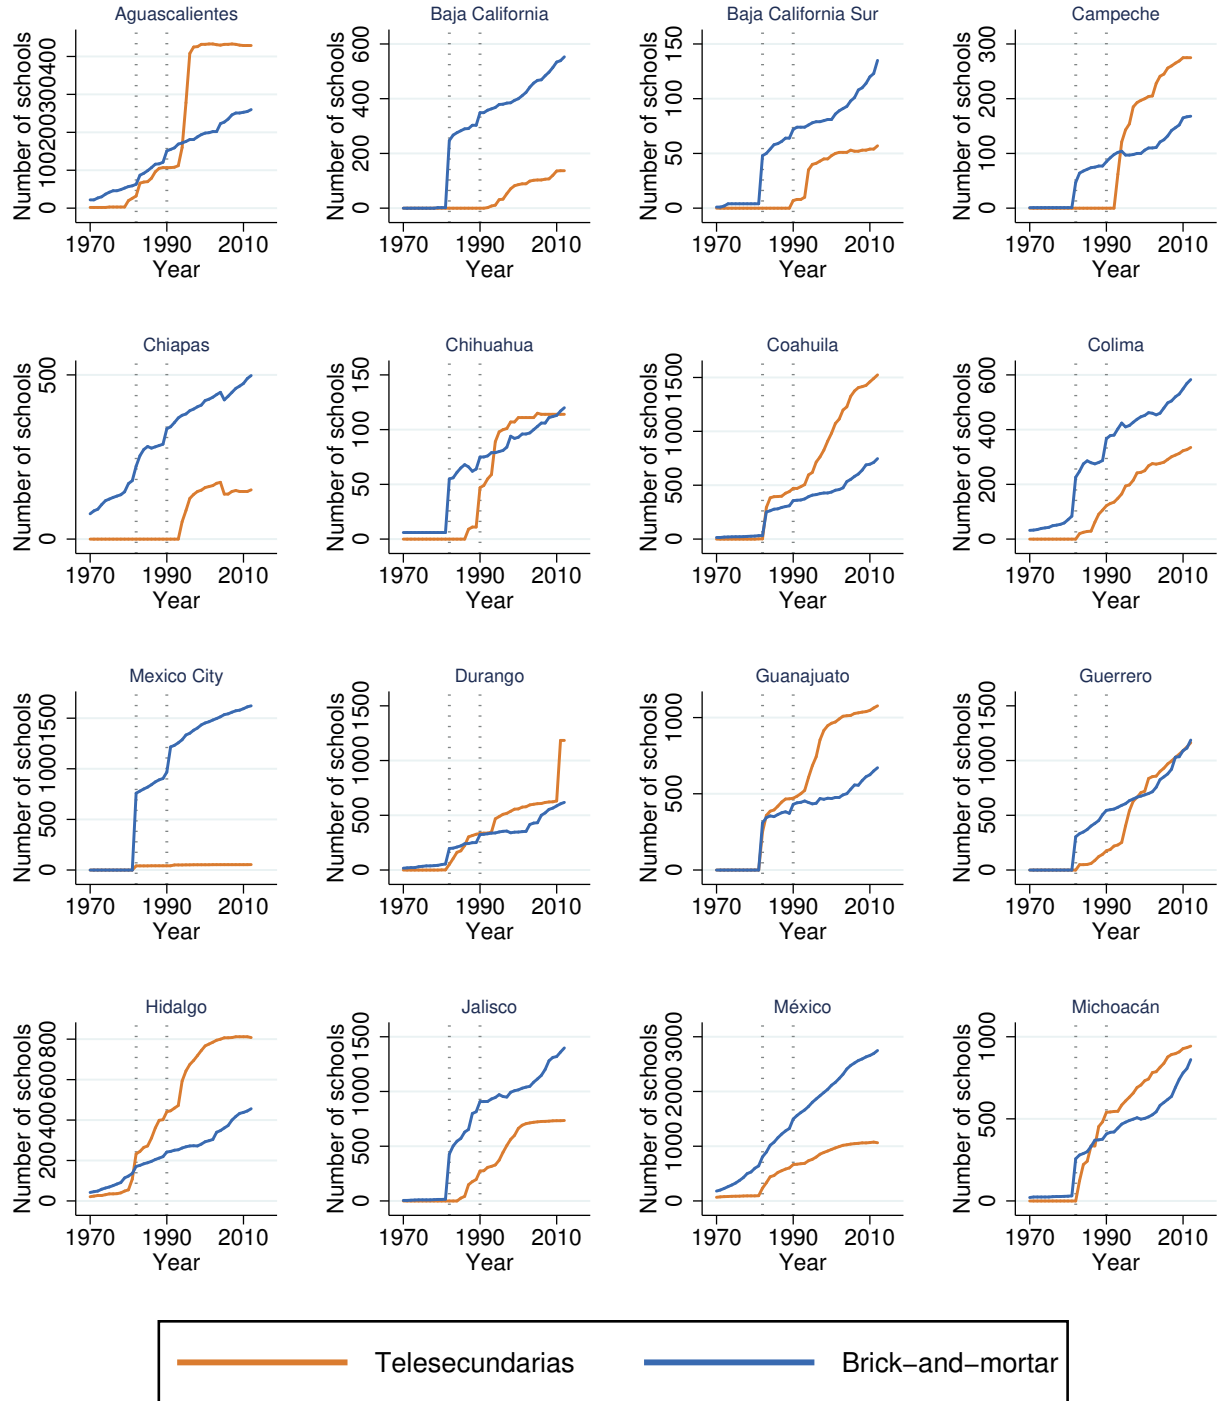 Aguascalientes
Number of schools
0 100 200 300 400
1970 1990 2010
Year
Baja California
Number of schools
0 200 400 600
1970 1990 2010
Year
Baja California Sur
Number of schools
0 50 100 150
1970 1990 2010
Year
Campeche
Number of schools
0 100 200 300
1970 1990 2010
Year
Chiapas
Number of schools
0 500
1970 1990 2010
Year
Chihuahua
Number of schools
0 50 100 150
1970 1990 2010
Year
Coahuila
Number of schools
0 500 1000 1500
1970 1990 2010
Year
Colima
Number of schools
0 200 400 600
1970 1990 2010
Year
Mexico City
Number of schools
0 500 1000 1500
1970 1990 2010
Year
Durango
Number of schools
0 500 1000 1500
1970 1990 2010
Year
Guanajuato
Number of schools
0 500 1000
1970 1990 2010
Year
Guerrero
Number of schools
0 500 1000 1500
1970 1990 2010
Year
Hidalgo
Number of schools
0 200 400 600 800
1970 1990 2010
Year
Jalisco
Number of schools
0 500 1000 1500
1970 1990 2010
Year
México
Number of schools
0 1000 2000 3000
1970 1990 2010
Year
Michoacán
Number of schools
0 500 1000
1970 1990 2010
Year
Telesecundarias Brick−and−mortar